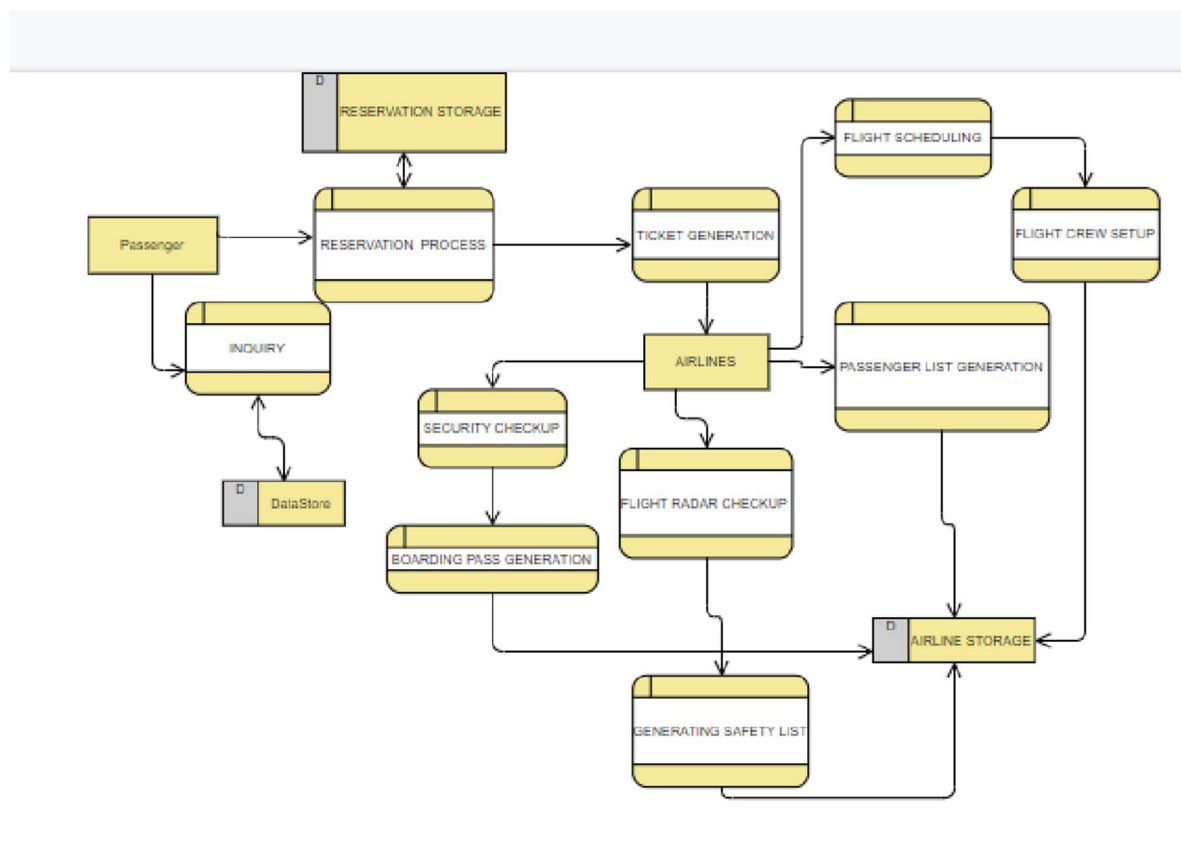 D
RESERVATION STORAGE
FLIGHT SCHEDULING
Passenger
RESERVATION PROCESS
TICKET GENERATION
FLIGHT CREW SETUP
INQUIRY
AIRLINES
PASSENGER LIST GENERATION
SECURITY CHECKUP
D
DataStore
FLIGHT RADAR CHECKUP
BOARDING PASS GENERATION
D
AIRLINE STORAGE
GENERATING SAFETY LIST